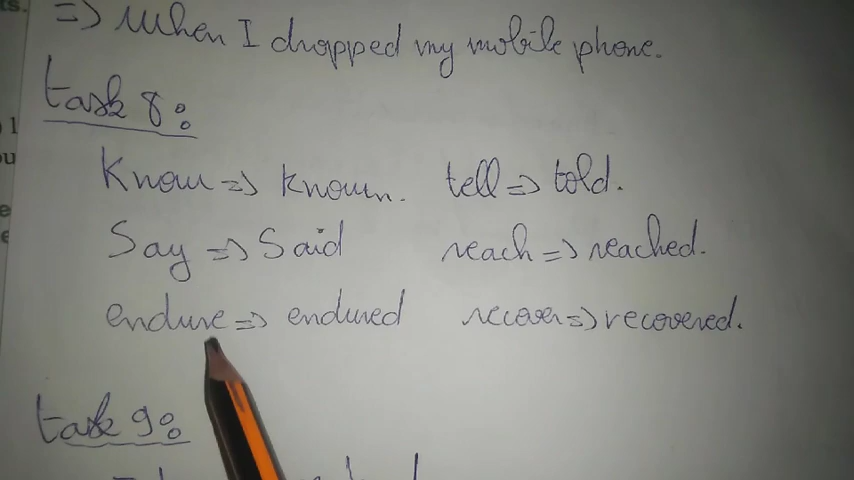 => When I dropped my mobile phone.
task 8:
Know => known. tell => told.
Say => Said reach => reached.
endure => endured recover => recovered.
task 9: